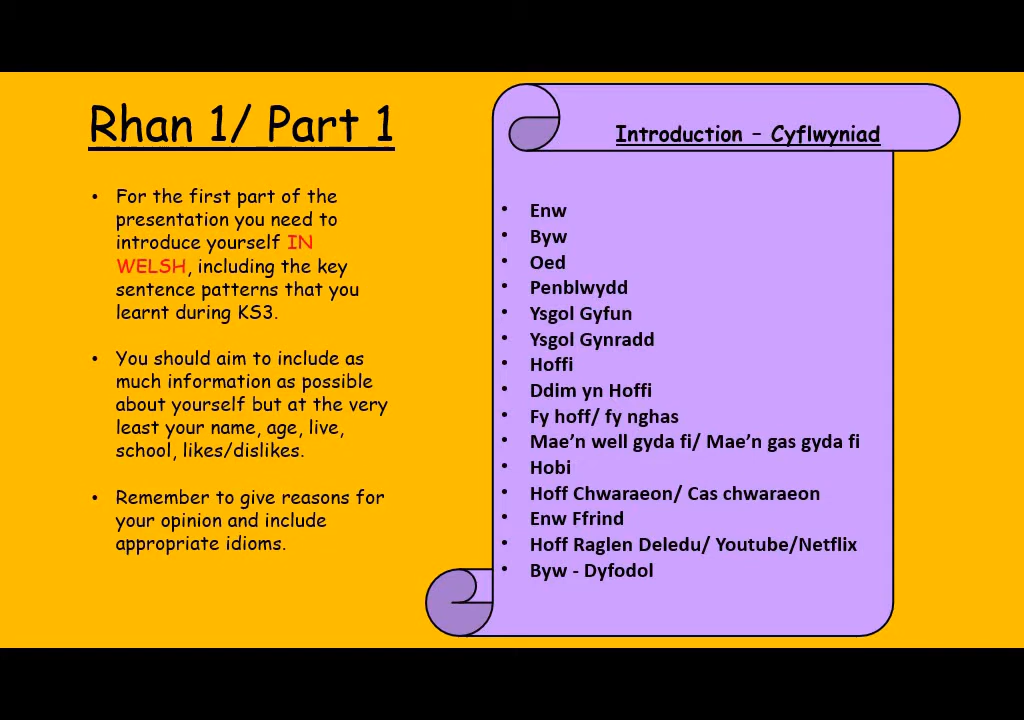 Rhan 1/ Part 1
• For the first part of the
presentation you need to
introduce yourself IN
WELSH, including the key
sentence patterns that you
learnt during KS3.
• You should aim to include as
much information as possible
about yourself but at the very
least your name, age, live,
school, likes/dislikes.
• Remember to give reasons for
your opinion and include
appropriate idioms.
Introduction – Cyflwyniad
• Enw
• Byw
• Oed
• Penblwydd
• Ysgol Gyfun
• Ysgol Gynradd
• Hoffi
• Ddim yn Hoffi
• Fy hoff/ fy nghas
• Mae’n well gyda fi/ Mae’n gas gyda fi
• Hobi
• Hoff Chwaraeon/ Cas chwaraeon
• Enw Ffrind
• Hoff Raglen Deledu/ Youtube/Netflix
• Byw - Dyfodol